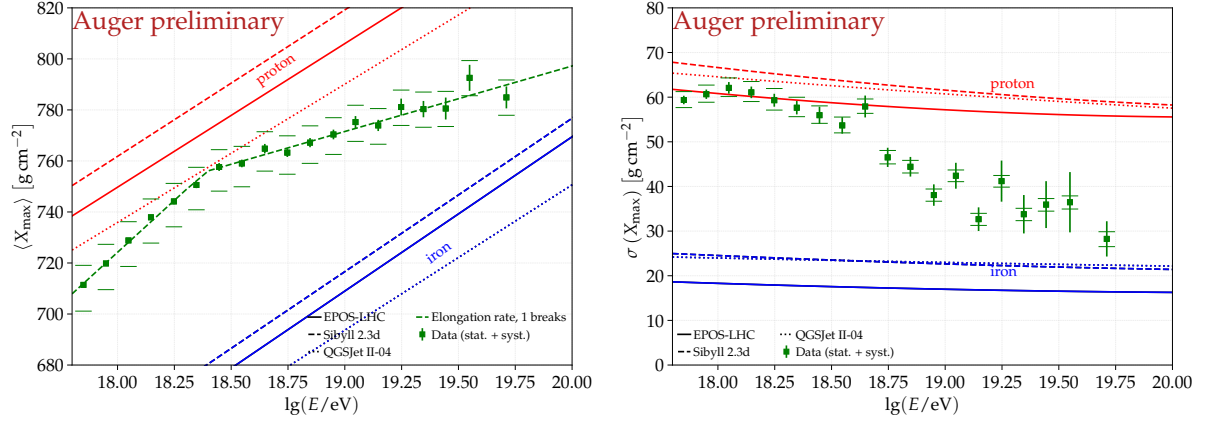 Auger preliminary
820
800
780
760
740
720
700
680
⟨X_max⟩ [g cm⁻²]
proton
iron
EPOS-LHC
Sibyll 2.3d
QGSJet II-04
Elongation rate, 1 breaks
Data (stat. + syst.)
18.00 18.25 18.50 18.75 19.00 19.25 19.50 19.75 20.00
lg(E/eV)
Auger preliminary
80
70
60
50
40
30
20
10
0
σ (X_max) [g cm⁻²]
proton
iron
EPOS-LHC
Sibyll 2.3d
QGSJet II-04
Data (stat. + syst.)
18.00 18.25 18.50 18.75 19.00 19.25 19.50 19.75 20.00
lg(E/eV)